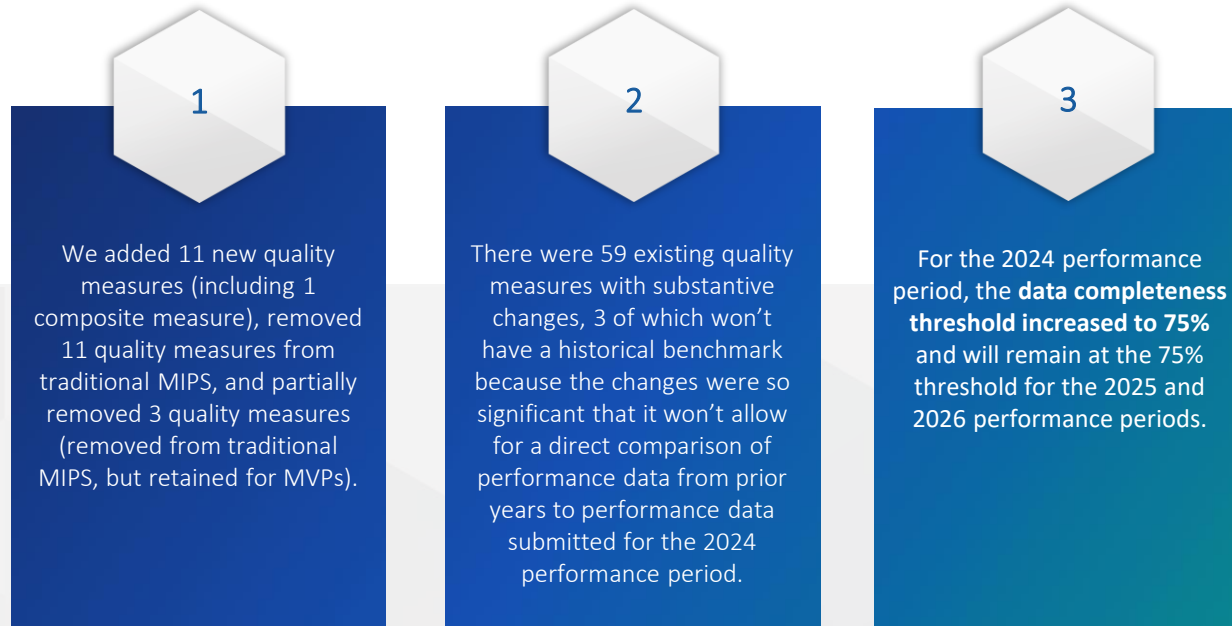 1
We added 11 new quality
measures (including 1
composite measure), removed
11 quality measures from
traditional MIPS, and partially
removed 3 quality measures
(removed from traditional
MIPS, but retained for MVPs).
2
There were 59 existing quality
measures with substantive
changes, 3 of which won’t
have a historical benchmark
because the changes were so
significant that it won’t allow
for a direct comparison of
performance data from prior
years to performance data
submitted for the 2024
performance period.
3
For the 2024 performance
period, the data completeness
threshold increased to 75%
and will remain at the 75%
threshold for the 2025 and
2026 performance periods.